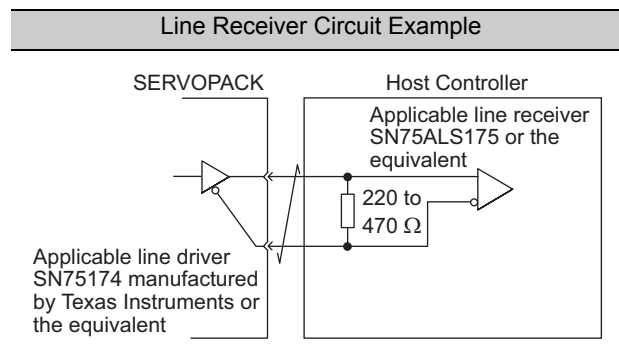 Line Receiver Circuit Example
SERVOPACK
Host Controller
Applicable line receiver
SN75ALS175 or the
equivalent
220 to
470 Ω
Applicable line driver
SN75174 manufactured
by Texas Instruments or
the equivalent